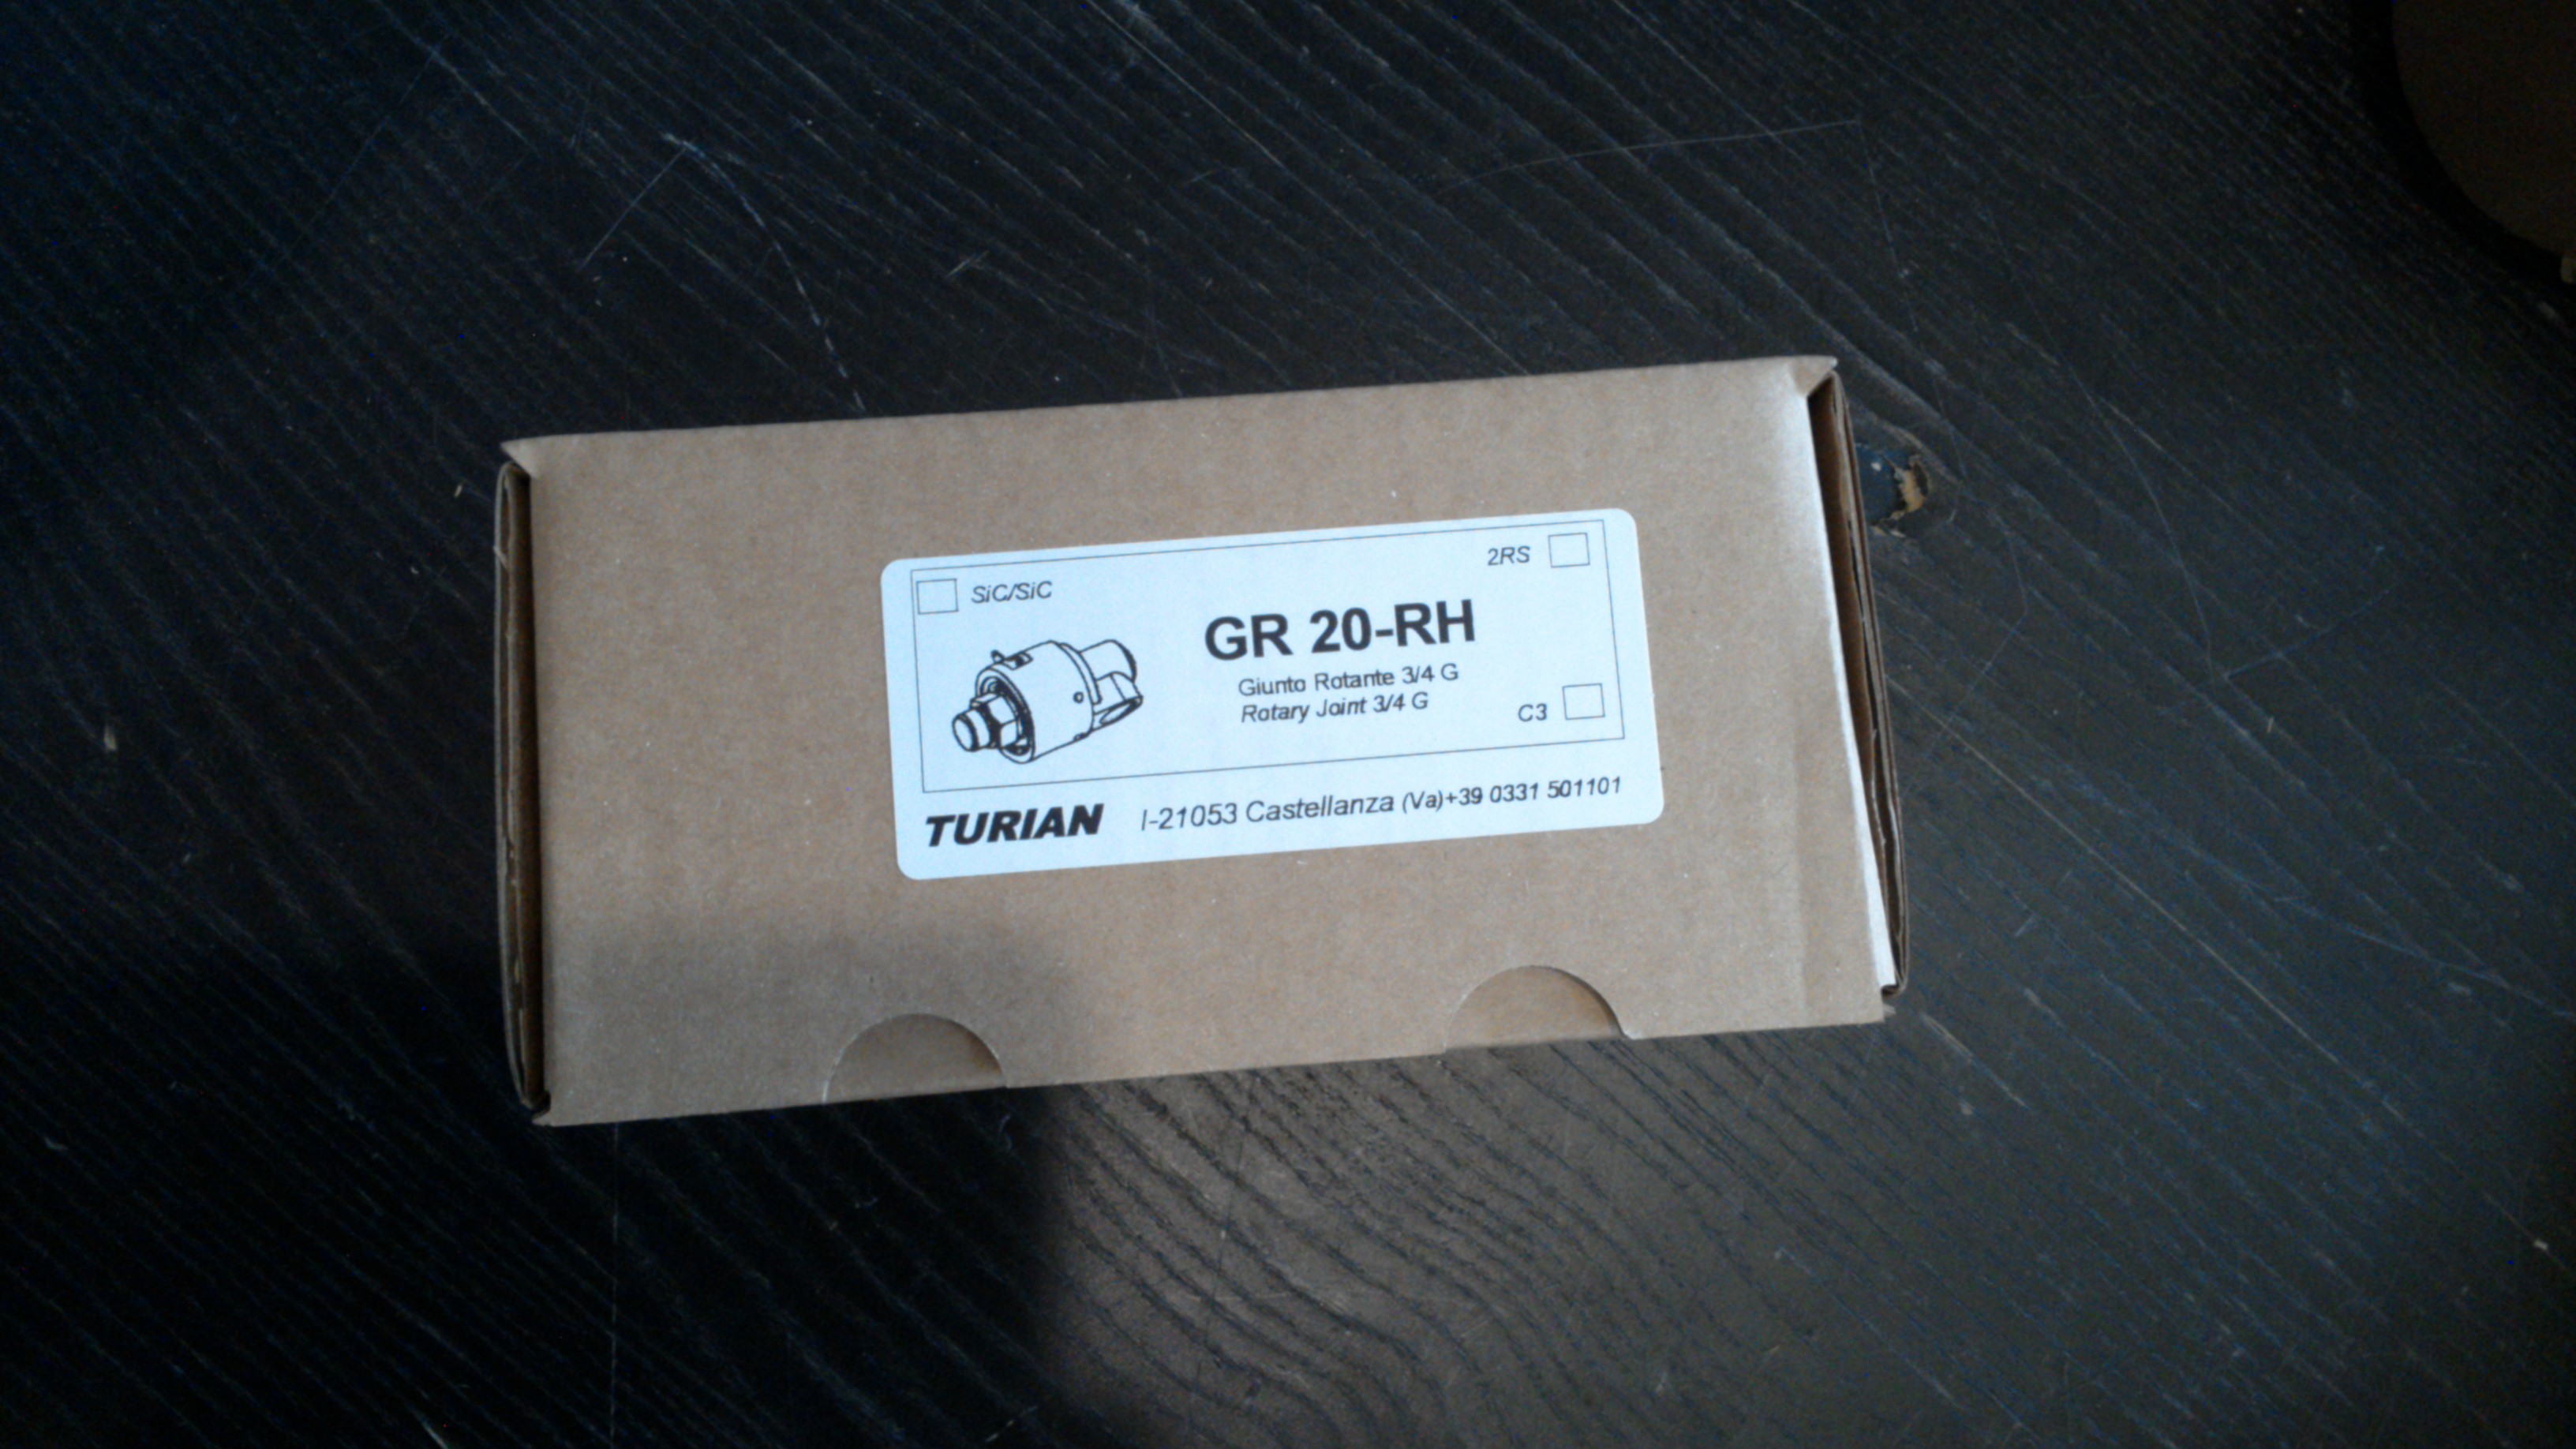 SiC/SiC
2RS
GR 20-RH
Giunto Rotante 3/4 G
Rotary Joint 3/4 G
C3
TURIAN I-21053 Castellanza (Va)+39 0331 501101